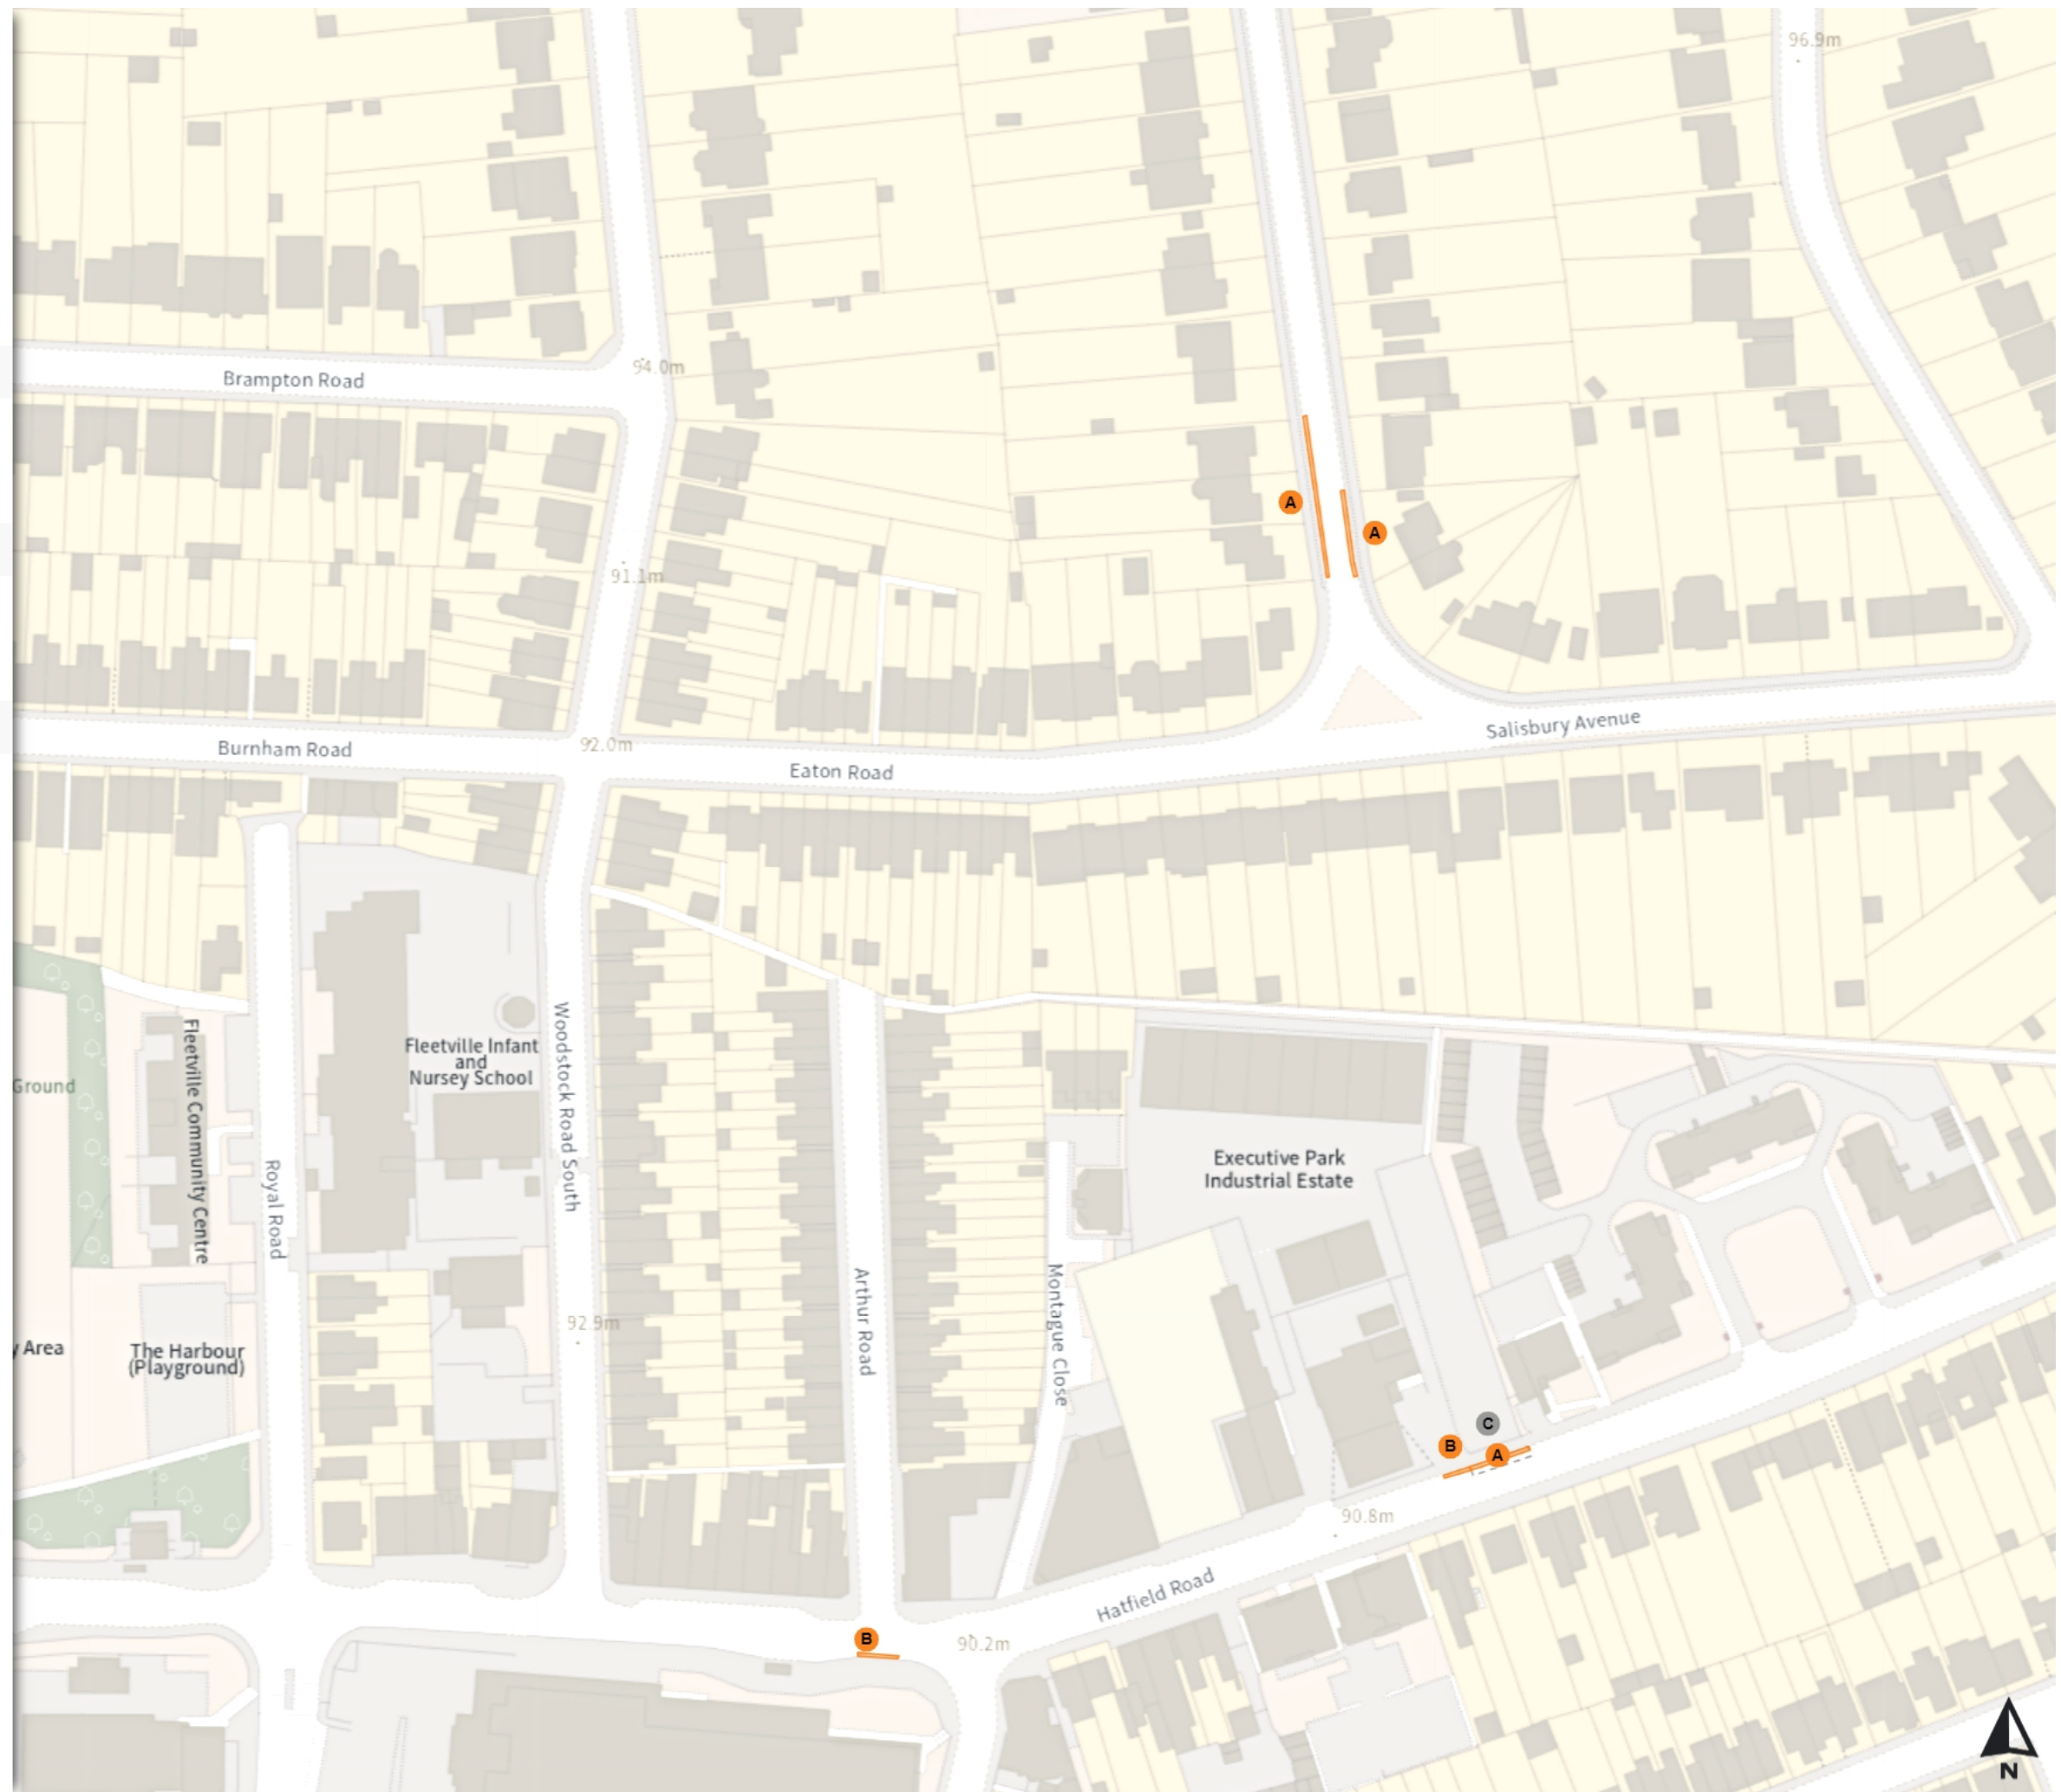 96.9m
94.0m
Brampton Road
A
A
91.1m
Salisbury Avenue
92.0m
Burnham Road
Eaton Road
Fleetville Infant
and
Nursey School
Woodstock Road South
Fleetville Community Centre
Ground
Royal Road
Executive Park
Industrial Estate
Arthur Road
Montague Close
92.9m
y Area
The Harbour
(Playground)
C
B
A
90.8m
Hatfield Road
B
90.2m
N